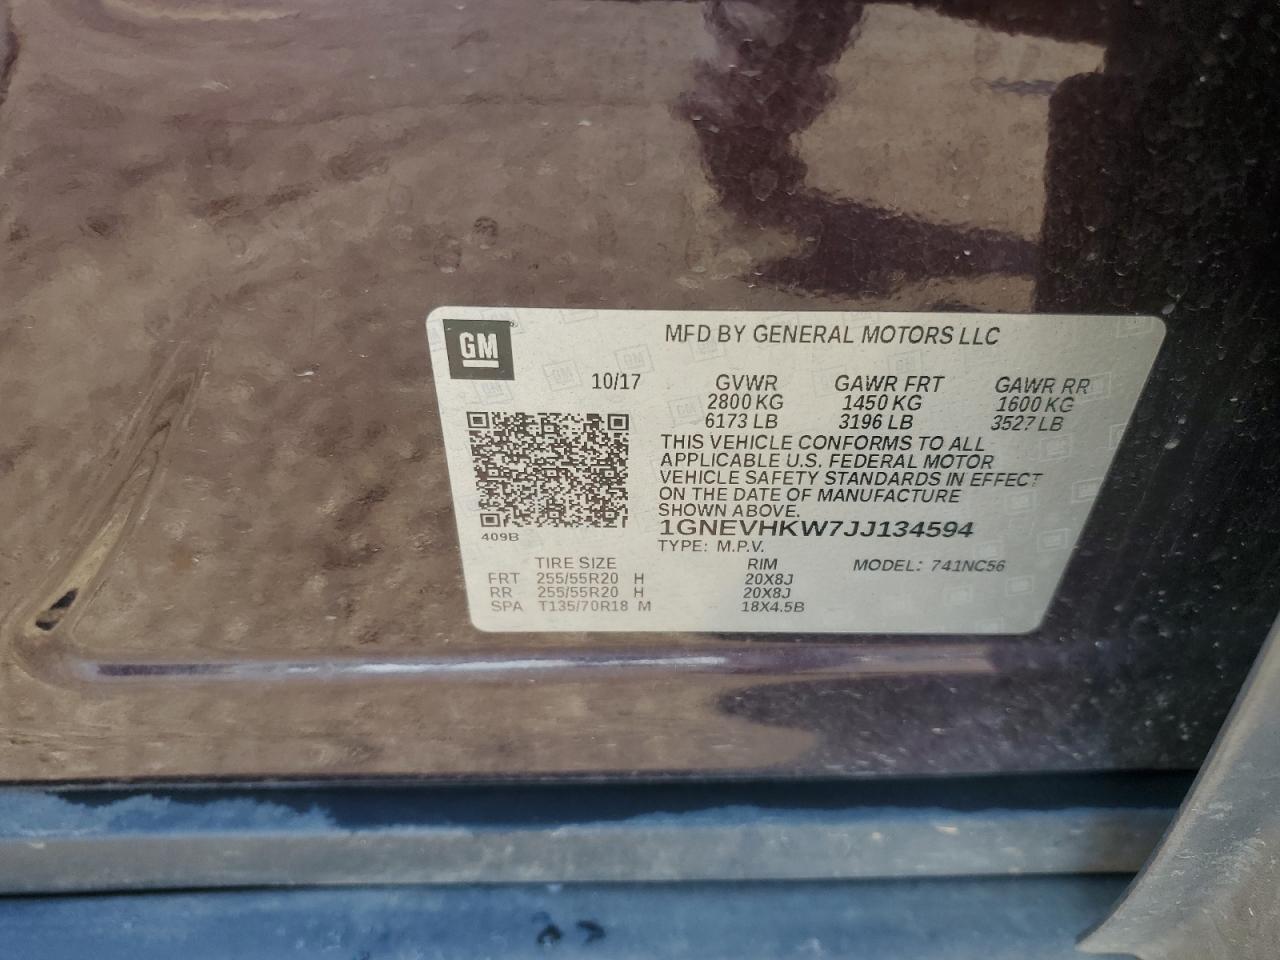 GM
MFD BY GENERAL MOTORS LLC
10/17 GVWR GAWR FRT GAWR RR
2800 KG 1450 KG 1600 KG
6173 LB 3196 LB 3527 LB
THIS VEHICLE CONFORMS TO ALL
APPLICABLE U.S. FEDERAL MOTOR
VEHICLE SAFETY STANDARDS IN EFFECT
ON THE DATE OF MANUFACTURE
SHOWN ABOVE.
1GNEVHKW7JJ134594
409B
TYPE: M.P.V.
TIRE SIZE RIM MODEL: 741NC56
FRT 255/55R20 H 20X8J
RR 255/55R20 H 20X8J
SPA T135/70R18 M 18X4.5B